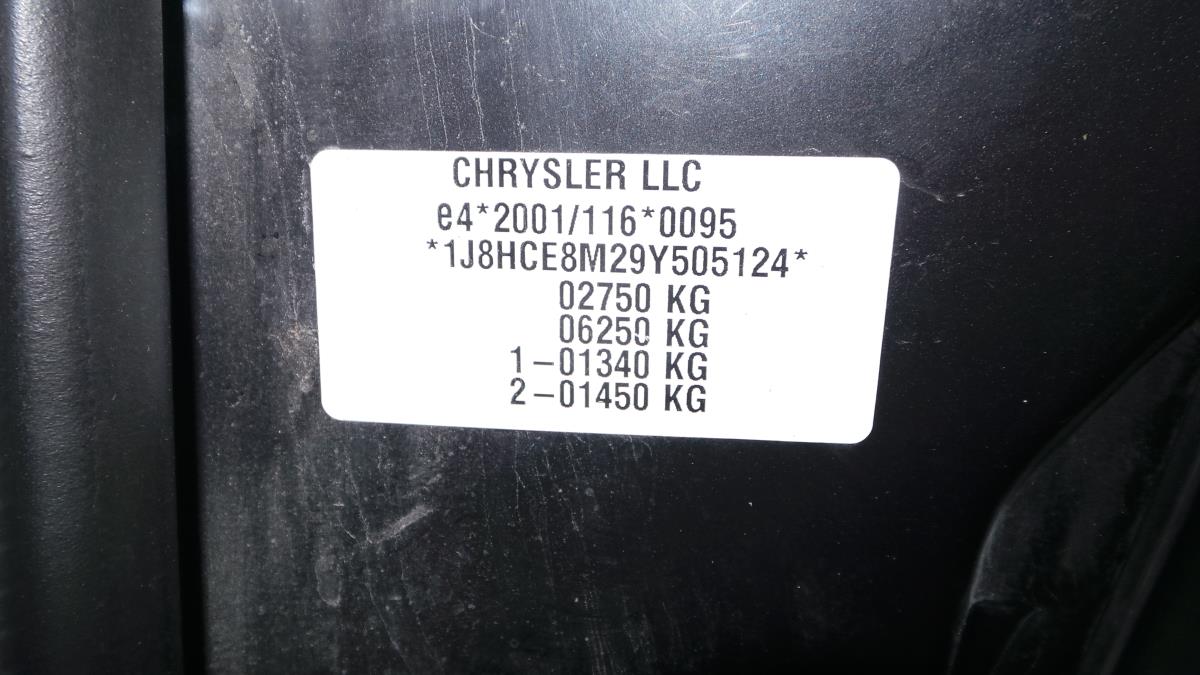 CHRYSLER LLC
e4*2001/116*0095
*1J8HCE8M29Y505124*
02750 KG
06250 KG
1-01340 KG
2-01450 KG